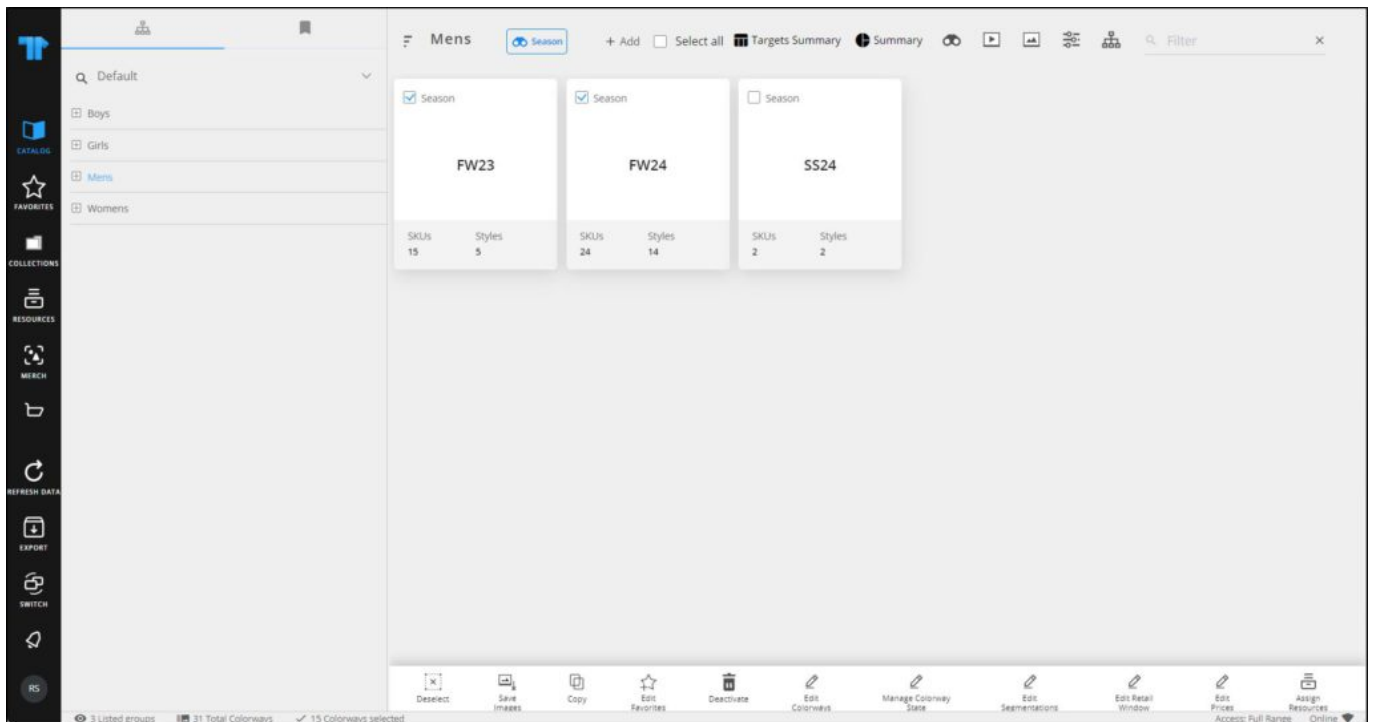 Mens
Season
+ Add
Select all
Targets Summary
Summary
Filter
Default
Boys
Girls
Mens
Womens
CATALOG
FAVORITES
COLLECTIONS
RESOURCES
MERCH
REFRESH DATA
EXPORT
SWITCH
RS
Season
FW23
SKUs Styles
15 5
Season
FW24
SKUs Styles
24 14
Season
SS24
SKUs Styles
2 2
Deselect
Save
Images
Copy
Edit
Favorites
Deactivate
Edit
Colorways
Manage Colorway
State
Edit
Segmentations
Edit Retail
Window
Edit
Prices
Assign
Resources
3 Listed groups 31 Total Colorways 15 Colorways selected Access: Full Range Online